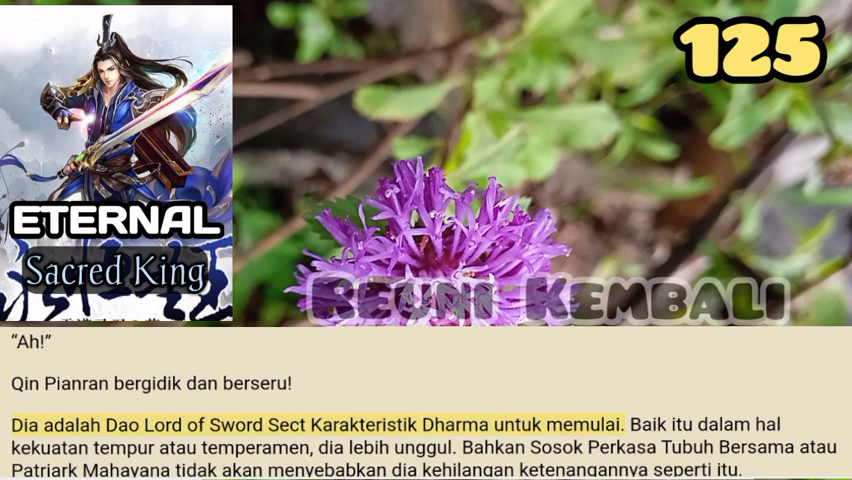 125
ETERNAL
Sacred King
Reuni Kembali
“Ah!”
Qin Pianran bergidik dan berseru!
Dia adalah Dao Lord of Sword Sect Karakteristik Dharma untuk memulai. Baik itu dalam hal
kekuatan tempur atau temperamen, dia lebih unggul. Bahkan Sosok Perkasa Tubuh Bersama atau
Patriark Mahayana tidak akan menyebabkan dia kehilangan ketenangannya seperti itu.